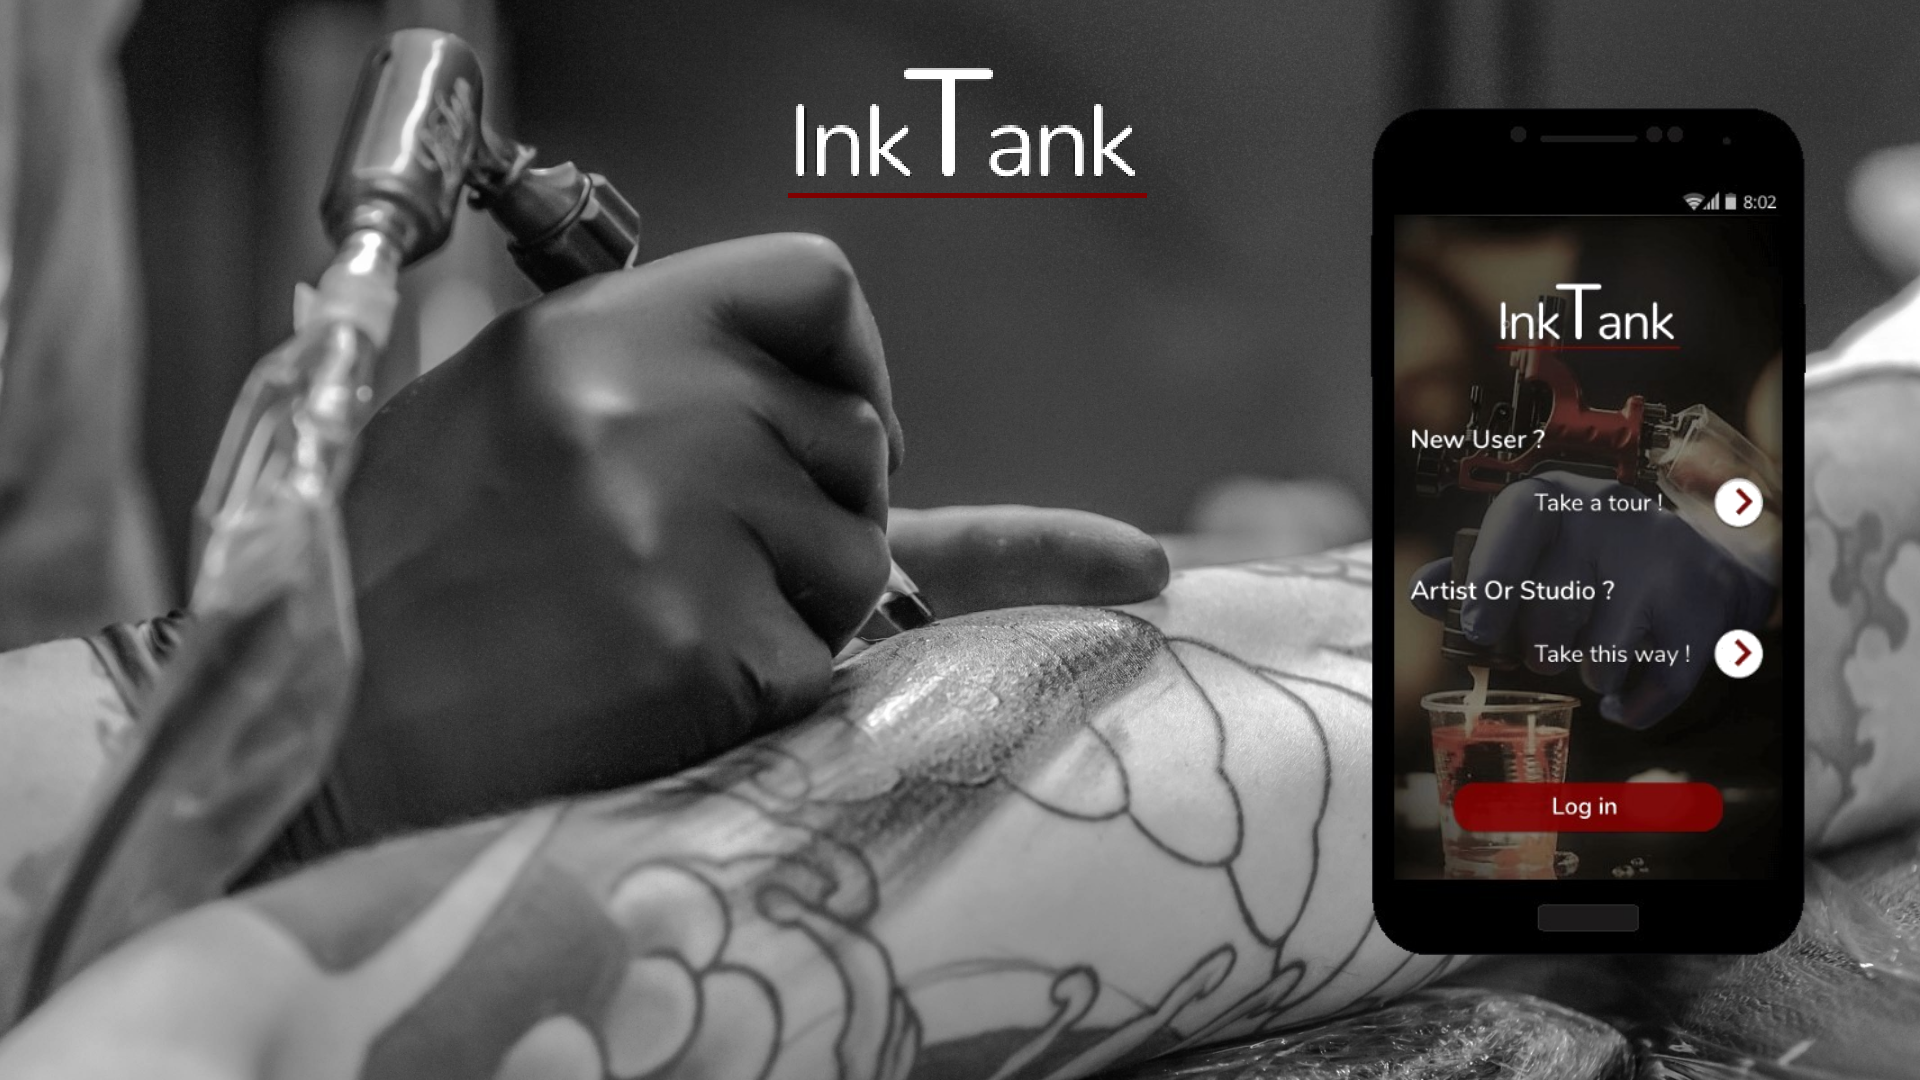 InkTank
8:02
InkTank
New User ?
Take a tour !
Artist Or Studio ?
Take this way !
Log in